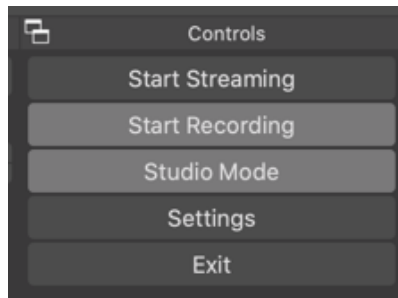 Controls
Start Streaming
Start Recording
Studio Mode
Settings
Exit